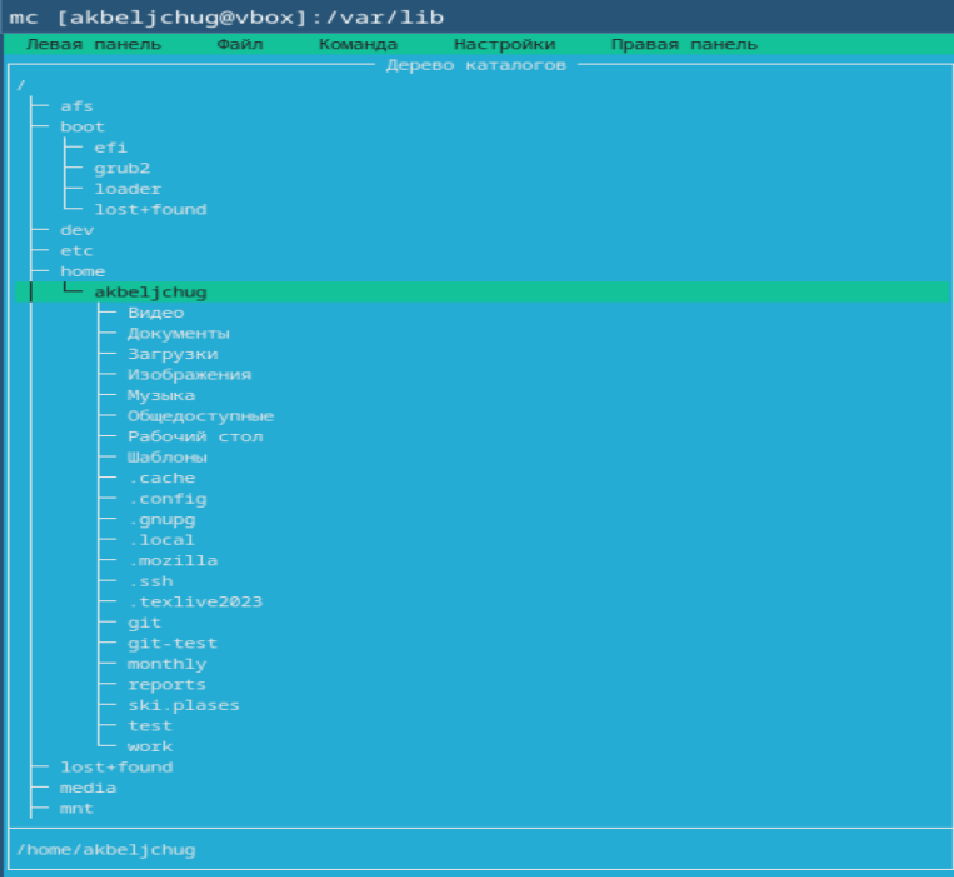 mc [akbeljchug@vbox]:/var/lib
Левая панель Файл Команда Настройки Правая панель
Дерево каталогов
/
afs
boot
efi
grub2
loader
lost+found
dev
etc
home
akbeljchug
Видео
Документы
Загрузки
Изображения
Музыка
Общедоступные
Рабочий стол
Шаблоны
.cache
.config
.gnupg
.local
.mozilla
.ssh
.texlive2023
git
git-test
monthly
reports
ski.plases
test
work
lost+found
media
mnt
/home/akbeljchug